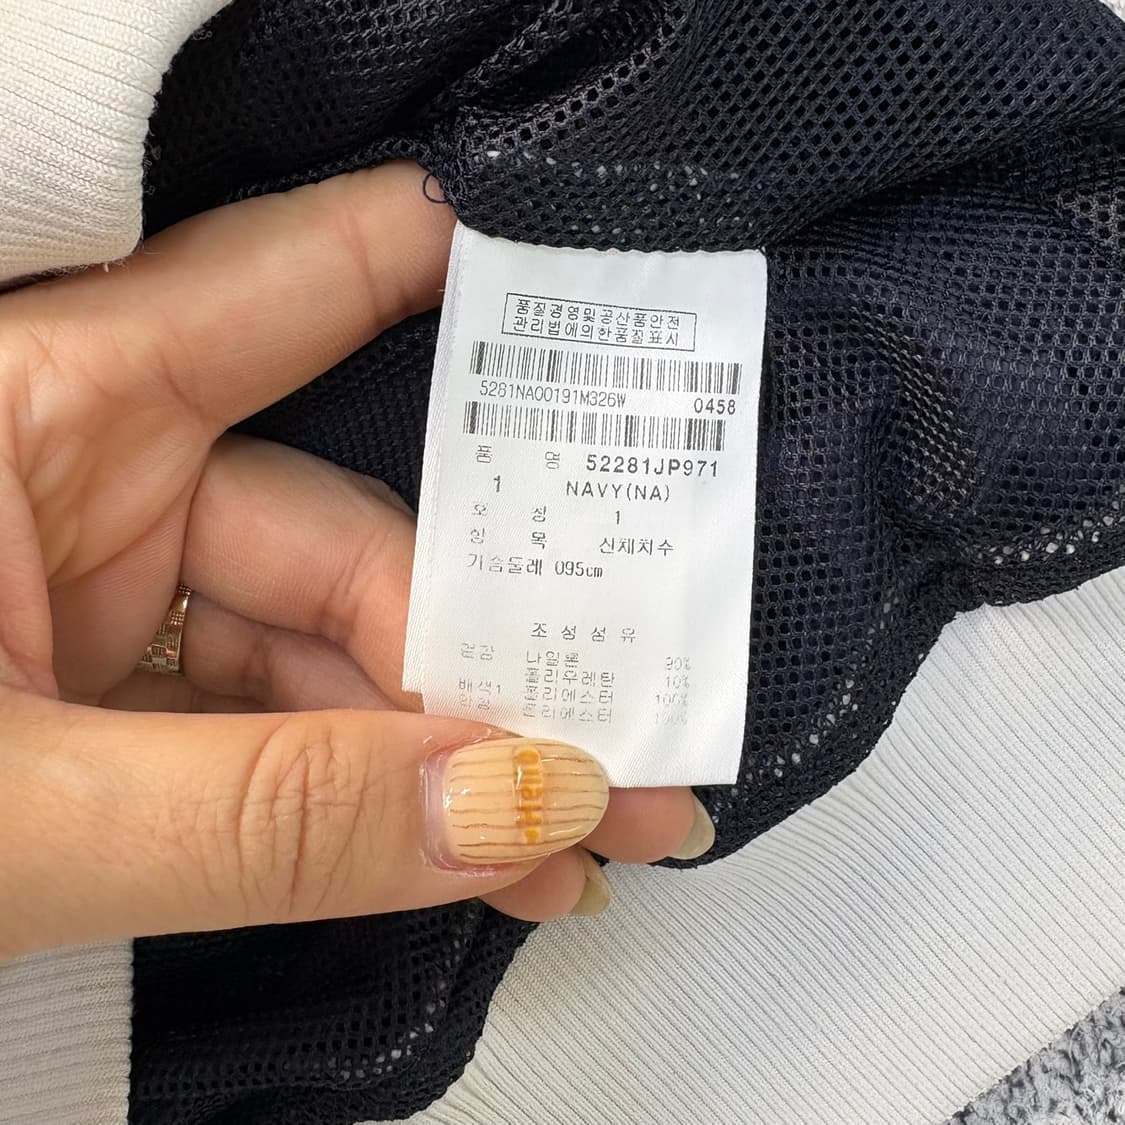 품질경영및공산품안전
관리법에의한품질표시
5281NA00191M326W 0458
품 명 52281JP971
1 NAVY(NA)
호 칭 1
항 목 신체치수
가슴둘레 095cm
조성섬유
겉감 나일론 90%
폴리우레탄 10%
배색1 폴리에스터 100%
안감 폴리에스터 100%
Hello